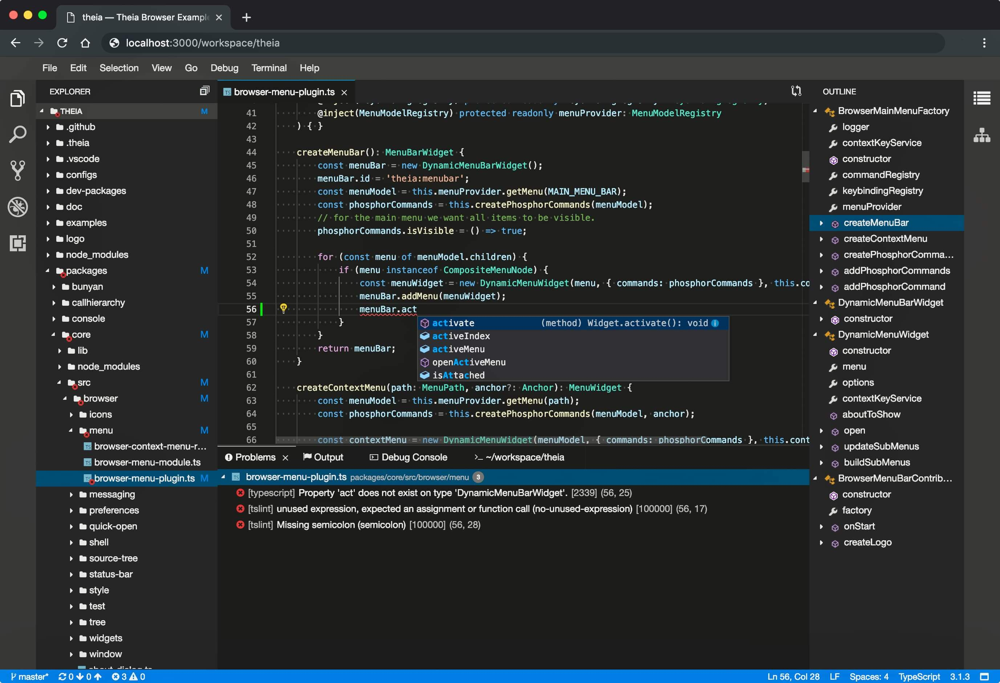 theia — Theia Browser Exampl
localhost:3000/workspace/theia
File Edit Selection View Go Debug Terminal Help
EXPLORER
THEIA M
.github
.theia
.vscode
configs
dev-packages
doc
examples
logo
node_modules
packages M
bunyan
callhierarchy
console
core M
lib
node_modules
src M
browser M
icons
menu M
browser-context-menu-r...
browser-menu-module.ts
browser-menu-plugin.ts M
messaging
preferences
quick-open
shell
source-tree
status-bar
style
test
tree
widgets
window
browser-menu-plugin.ts
41 @inject(MenuModelRegistry) protected readonly menuProvider: MenuModelRegistry
42 ) { }
43
44 createMenuBar(): MenuBarWidget {
45 const menuBar = new DynamicMenuBarWidget();
46 menuBar.id = 'theia:menubar';
47 const menuModel = this.menuProvider.getMenu(MAIN_MENU_BAR);
48 const phosphorCommands = this.createPhosphorCommands(menuModel);
49 // for the main menu we want all items to be visible.
50 phosphorCommands.isVisible = () => true;
51
52 for (const menu of menuModel.children) {
53 if (menu instanceof CompositeMenuNode) {
54 const menuWidget = new DynamicMenuWidget(menu, { commands: phosphorCommands }, this.co
55 menuBar.addMenu(menuWidget);
56 menuBar.act
57 }
58 }
59 return menuBar;
60 }
61
62 createContextMenu(path: MenuPath, anchor?: Anchor): MenuWidget {
63 const menuModel = this.menuProvider.getMenu(path);
64 const phosphorCommands = this.createPhosphorCommands(menuModel, anchor);
65
66 const contextMenu = new DynamicMenuWidget(menuModel, { commands: phosphorCommands }, this.cont
activate (method) Widget.activate(): void
activeIndex
activeMenu
openActiveMenu
isAttached
Problems Output Debug Console ~/workspace/theia
browser-menu-plugin.ts packages/core/src/browser/menu 3
[typescript] Property 'act' does not exist on type 'DynamicMenuBarWidget'. [2339] (56, 25)
[tslint] unused expression, expected an assignment or function call (no-unused-expression) [100000] (56, 17)
[tslint] Missing semicolon (semicolon) [100000] (56, 28)
OUTLINE
BrowserMainMenuFactory
logger
contextKeyService
constructor
commandRegistry
keybindingRegistry
menuProvider
createMenuBar
createContextMenu
createPhosphorComma...
addPhosphorCommands
addPhosphorCommand
DynamicMenuBarWidget
constructor
DynamicMenuWidget
constructor
menu
options
contextKeyService
aboutToShow
open
updateSubMenus
buildSubMenus
BrowserMenuBarContrib...
constructor
factory
onStart
createLogo
master* 0 0 3 0 Ln 56, Col 28 LF Spaces: 4 TypeScript 3.1.3